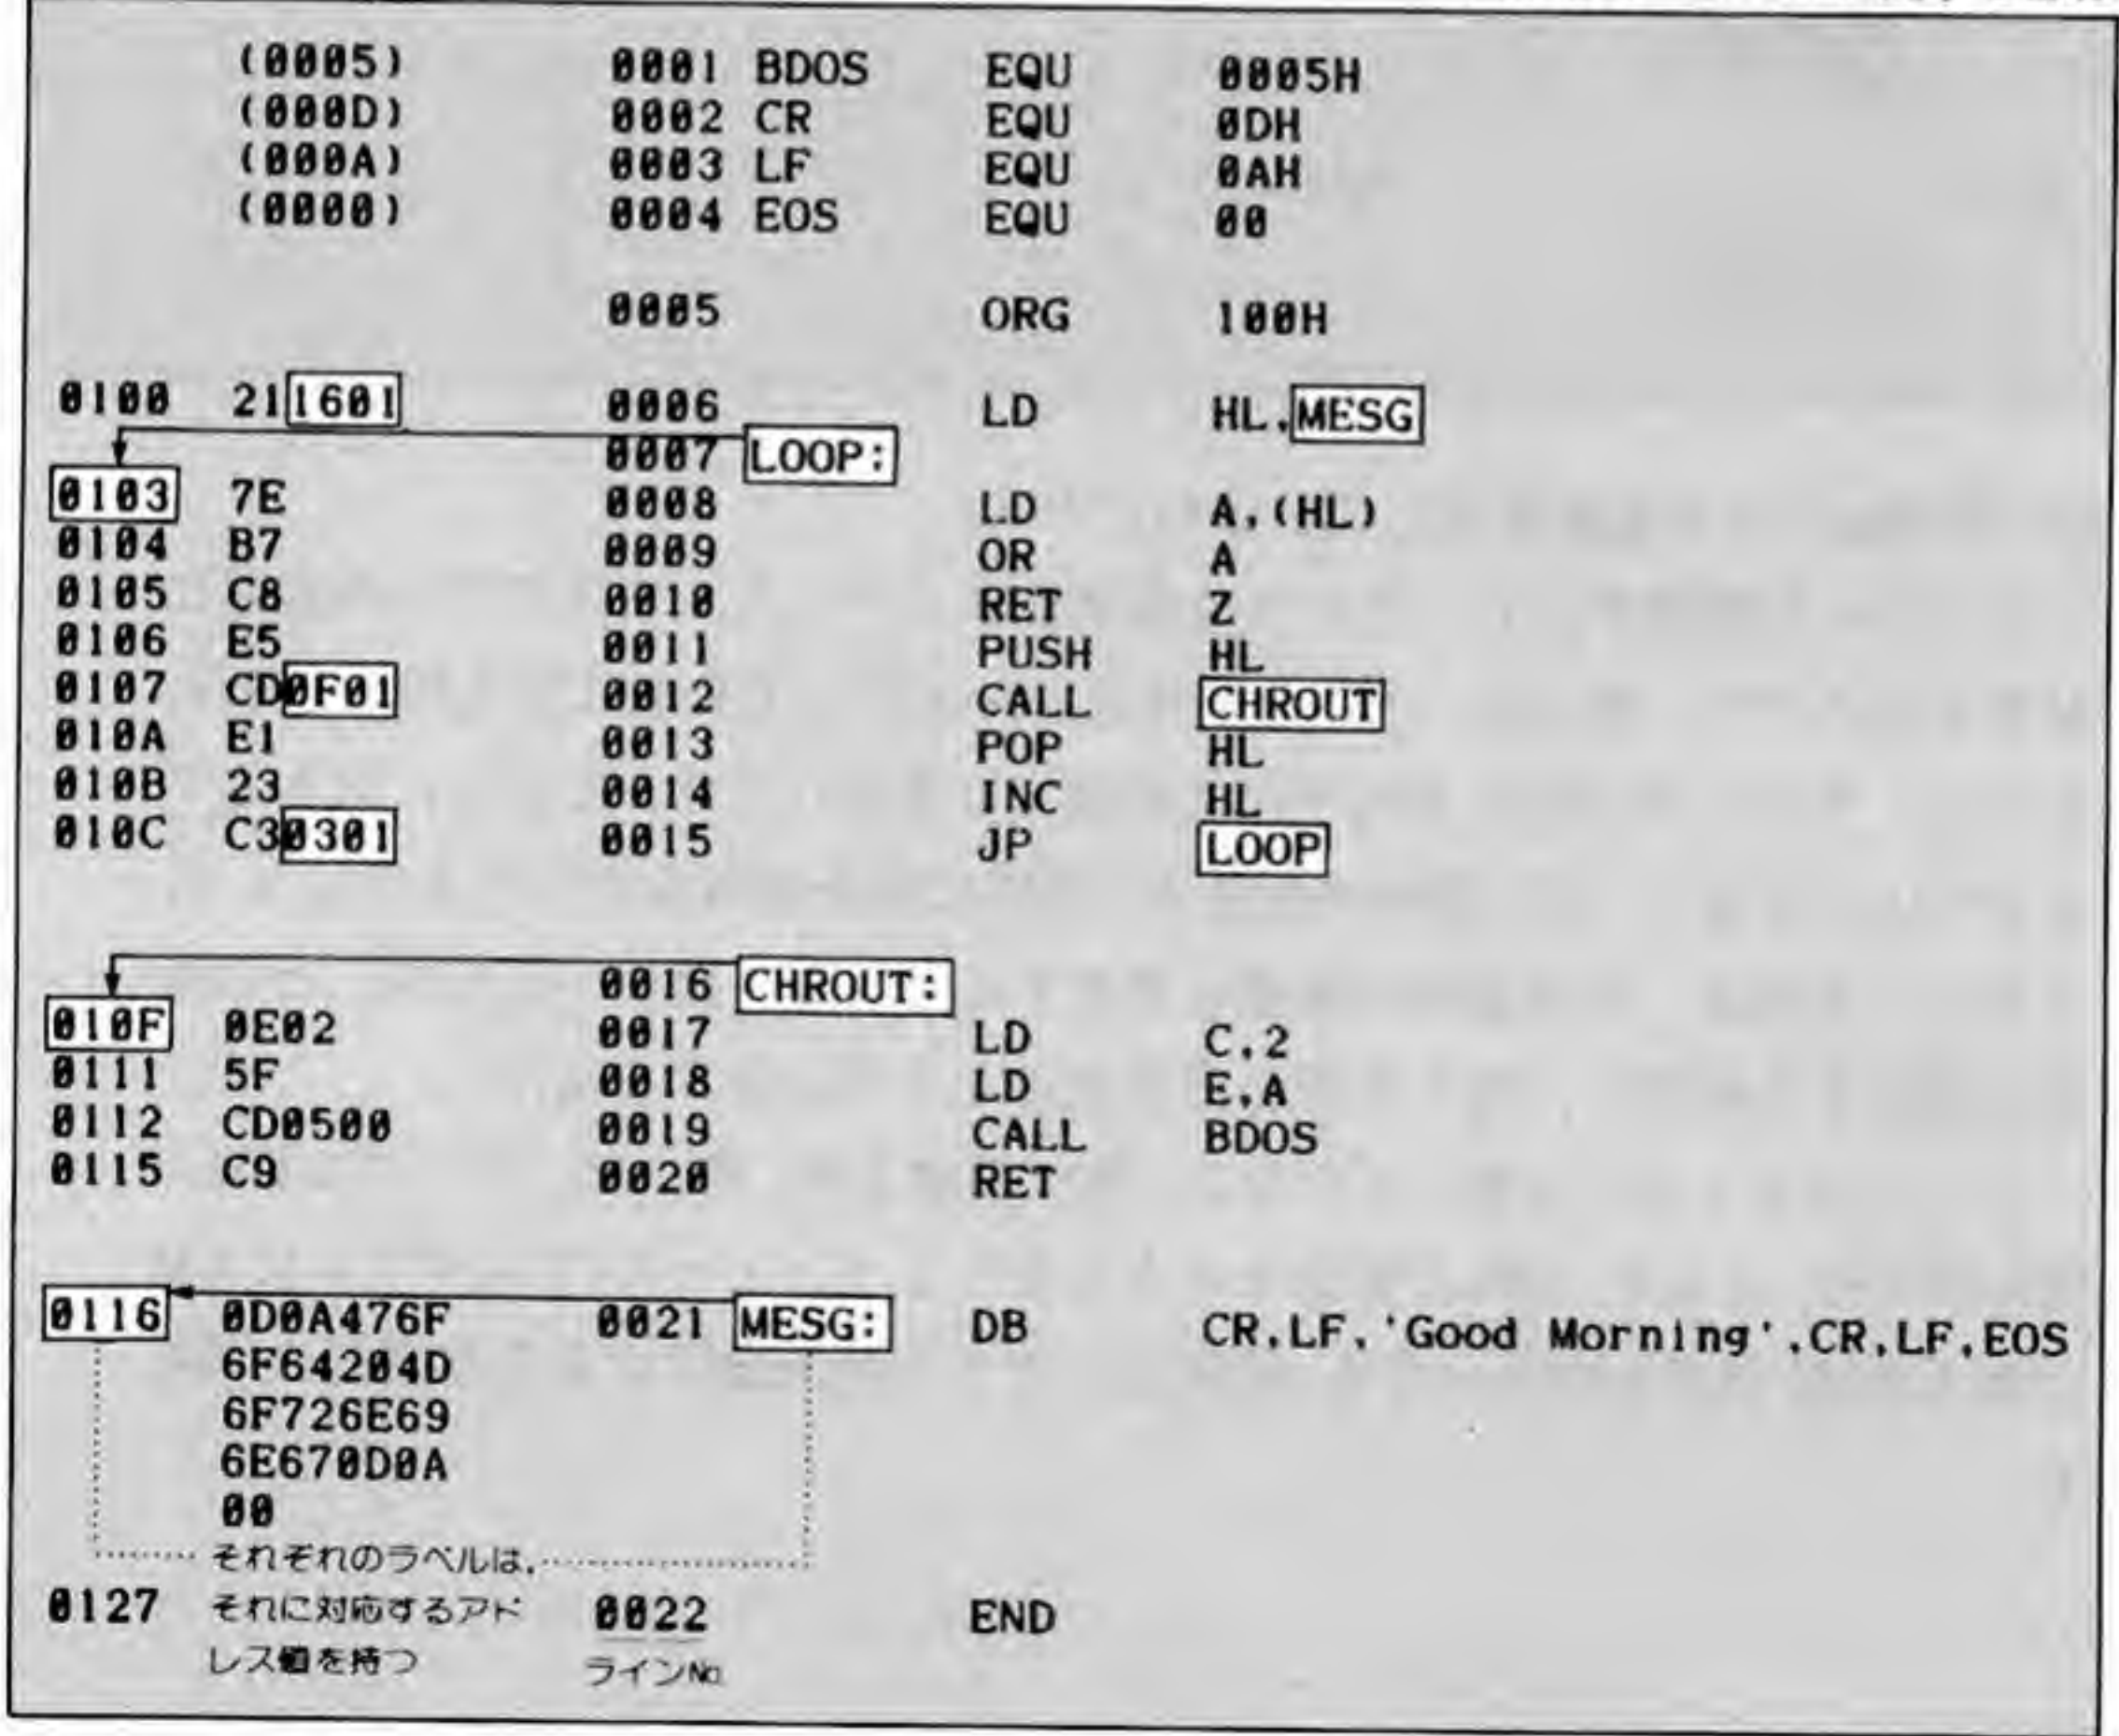 (0005) 0001 BDOS EQU 0005H
(000D) 0002 CR EQU 0DH
(000A) 0003 LF EQU 0AH
(0000) 0004 EOS EQU 00
0005 ORG 100H
0100 211601 0006 LD HL,MESG
0007 LOOP:
0103 7E 0008 LD A,(HL)
0104 B7 0009 OR A
0105 C8 0010 RET Z
0106 E5 0011 PUSH HL
0107 CD0F01 0012 CALL CHROUT
010A E1 0013 POP HL
010B 23 0014 INC HL
010C C30301 0015 JP LOOP
0016 CHROUT:
010F 0E02 0017 LD C,2
0111 5F 0018 LD E,A
0112 CD0500 0019 CALL BDOS
0115 C9 0020 RET
0116 0D0A476F 0021 MESG: DB CR,LF,'Good Morning',CR,LF,EOS
6F64204D
6F726E69
6E670D0A
00
それぞれのラベルは,
0127 それに対応するアド 0022 END
レス値を持つ ラインNo.